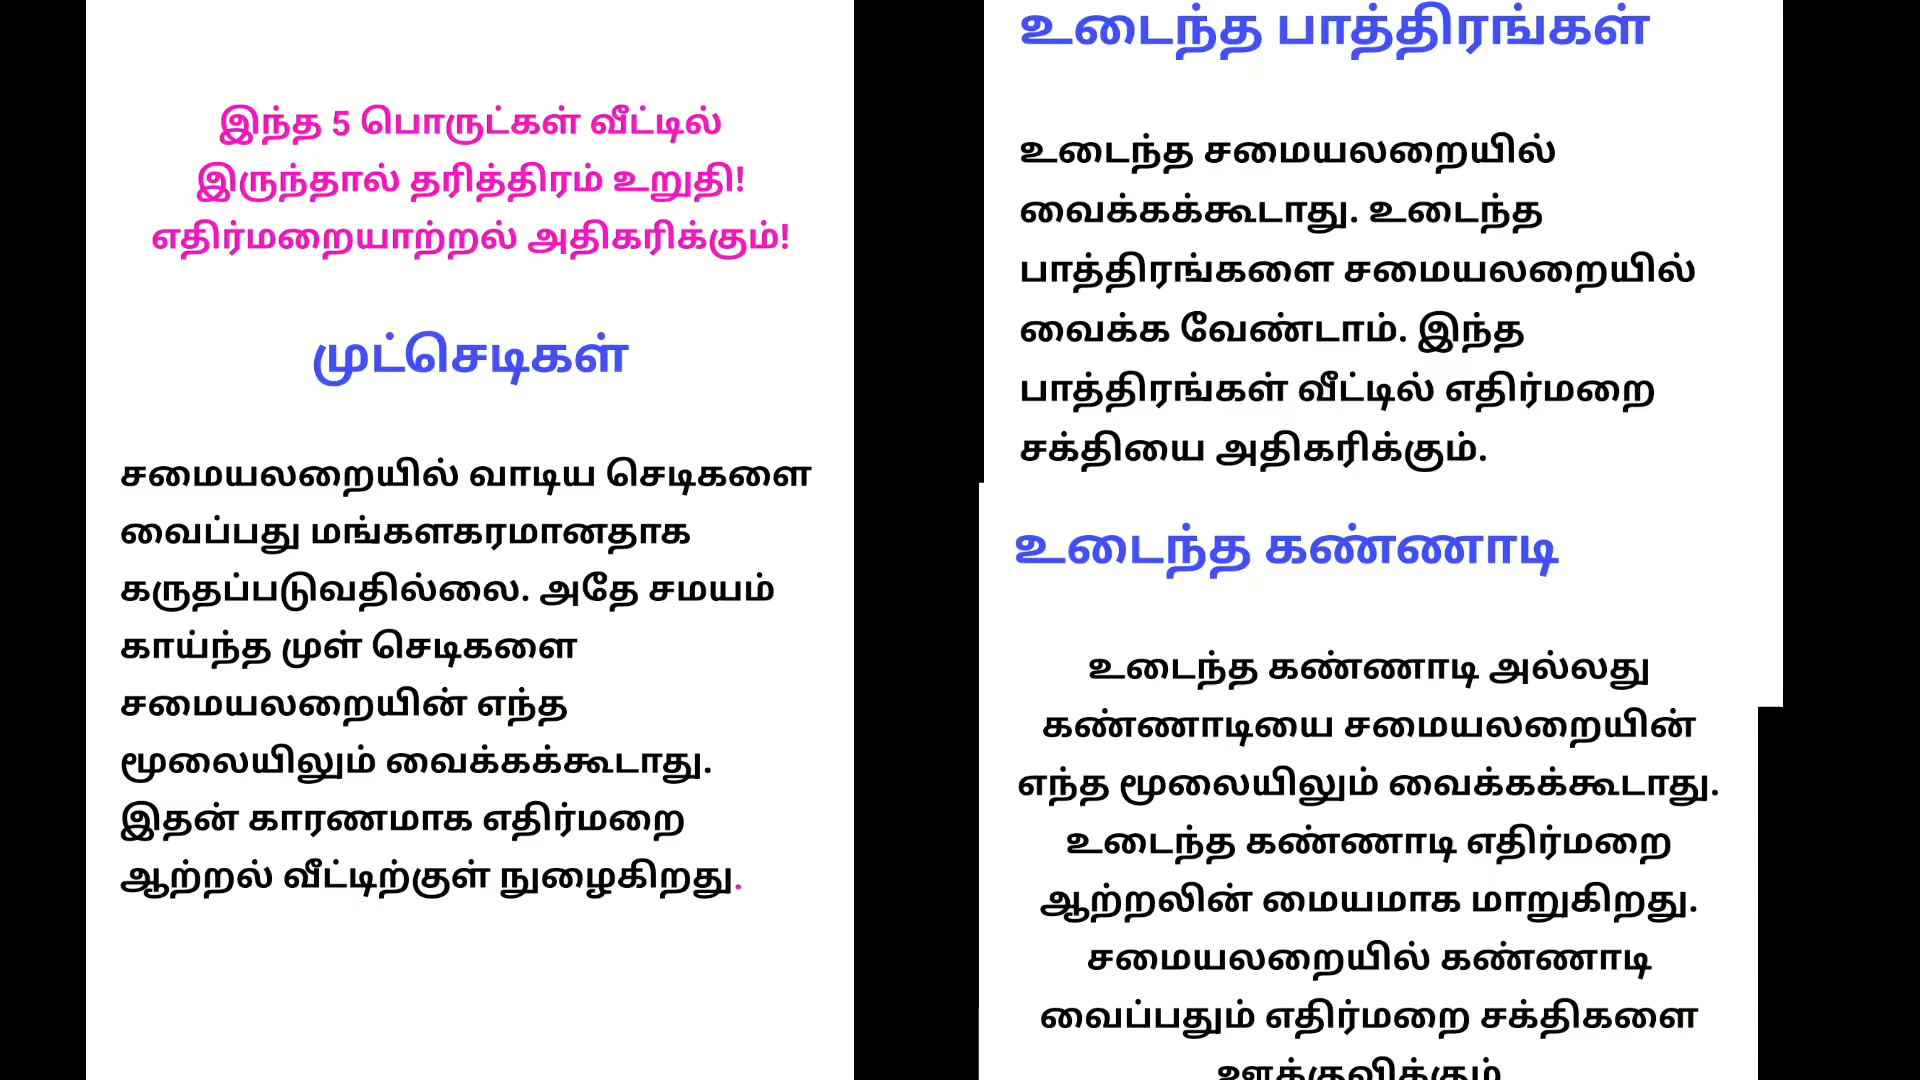 இந்த 5 பொருட்கள் வீட்டில்
இருந்தால் தரித்திரம் உறுதி!
எதிர்மறையாற்றல் அதிகரிக்கும்!
முட்செடிகள்
சமையலறையில் வாடிய செடிகளை
வைப்பது மங்களகரமானதாக
கருதப்படுவதில்லை. அதே சமயம்
காய்ந்த முள் செடிகளை
சமையலறையின் எந்த
மூலையிலும் வைக்கக்கூடாது.
இதன் காரணமாக எதிர்மறை
ஆற்றல் வீட்டிற்குள் நுழைகிறது.
உடைந்த பாத்திரங்கள்
உடைந்த சமையலறையில்
வைக்கக்கூடாது. உடைந்த
பாத்திரங்களை சமையலறையில்
வைக்க வேண்டாம். இந்த
பாத்திரங்கள் வீட்டில் எதிர்மறை
சக்தியை அதிகரிக்கும்.
உடைந்த கண்ணாடி
உடைந்த கண்ணாடி அல்லது
கண்ணாடியை சமையலறையின்
எந்த மூலையிலும் வைக்கக்கூடாது.
உடைந்த கண்ணாடி எதிர்மறை
ஆற்றலின் மையமாக மாறுகிறது.
சமையலறையில் கண்ணாடி
வைப்பதும் எதிர்மறை சக்திகளை
ஊக்குவிக்கும்